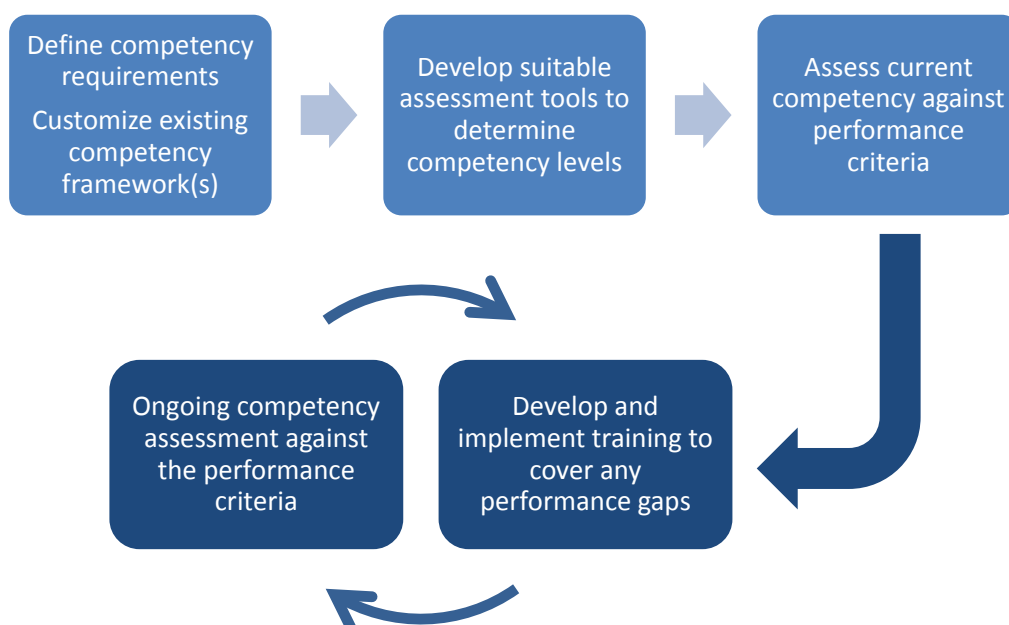 Define competency
requirements
Customize existing
competency
framework(s)
Develop suitable
assessment tools to
determine
competency levels
Assess current
competency against
performance
criteria
Ongoing competency
assessment against
the performance
criteria
Develop and
implement training to
cover any
performance gaps